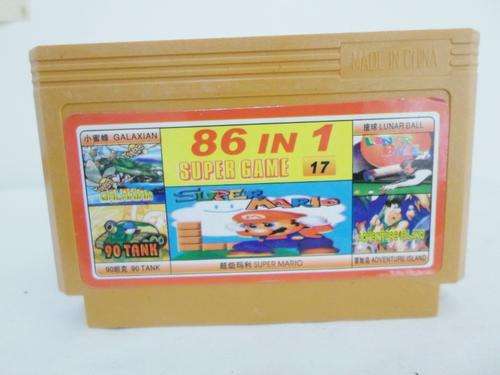 MADE IN CHINA
小蜜蜂 GALAXIAN
86 IN 1
撞球 LUNAR BALL
SUPER GAME 17
SUPER
MARIO
90 TANK
90坦克 90 TANK
超级玛利 SUPER MARIO
冒险岛 ADVENTURE ISLAND